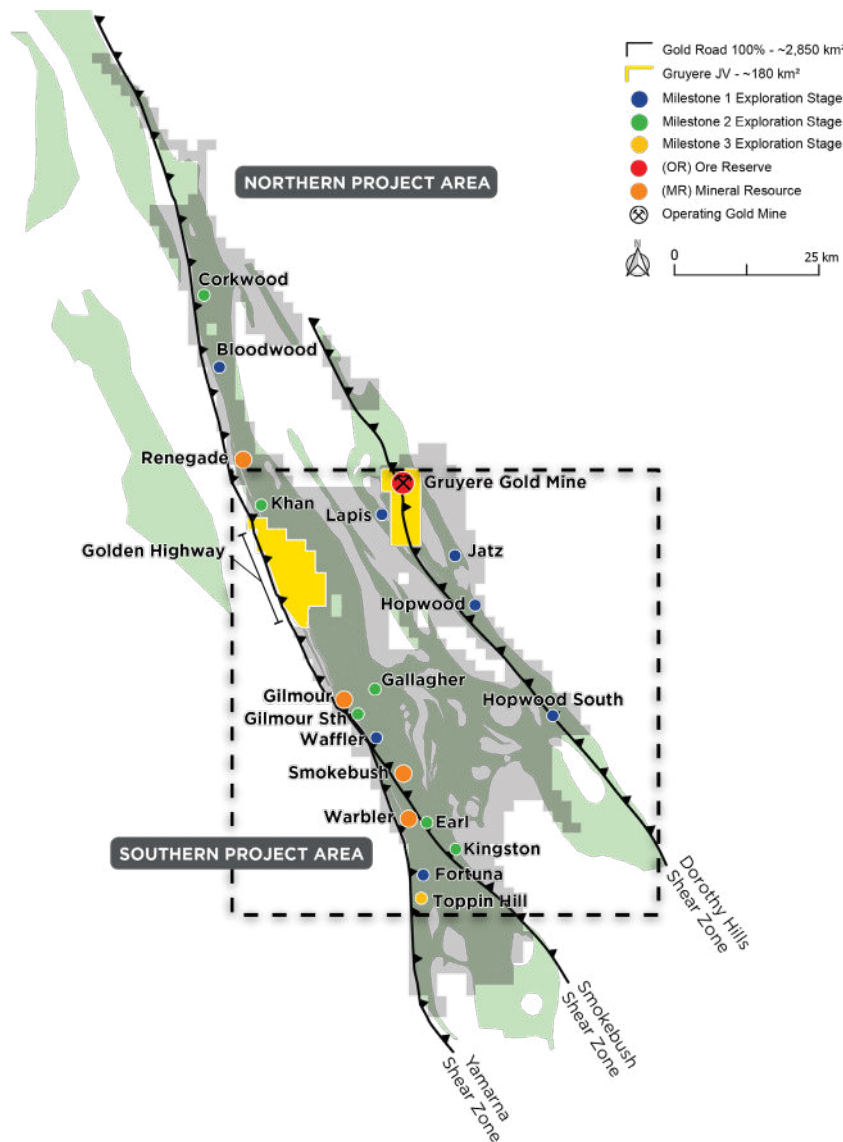 Gold Road 100% - ~2,850 km²
Gruyere JV - ~180 km²
Milestone 1 Exploration Stage
Milestone 2 Exploration Stage
Milestone 3 Exploration Stage
(OR) Ore Reserve
(MR) Mineral Resource
Operating Gold Mine
N
0
25 km
NORTHERN PROJECT AREA
Corkwood
Bloodwood
Renegade
Gruyere Gold Mine
Khan
Lapis
Golden Highway
Jatz
Hopwood
Gallagher
Gilmour
Hopwood South
Gilmour Sth
Waffler
Smokebush
Warbler
Earl
Kingston
SOUTHERN PROJECT AREA
Fortuna
Toppin Hill
Dorothy Hills
Shear Zone
Smokebush
Shear Zone
Yamarna
Shear Zone